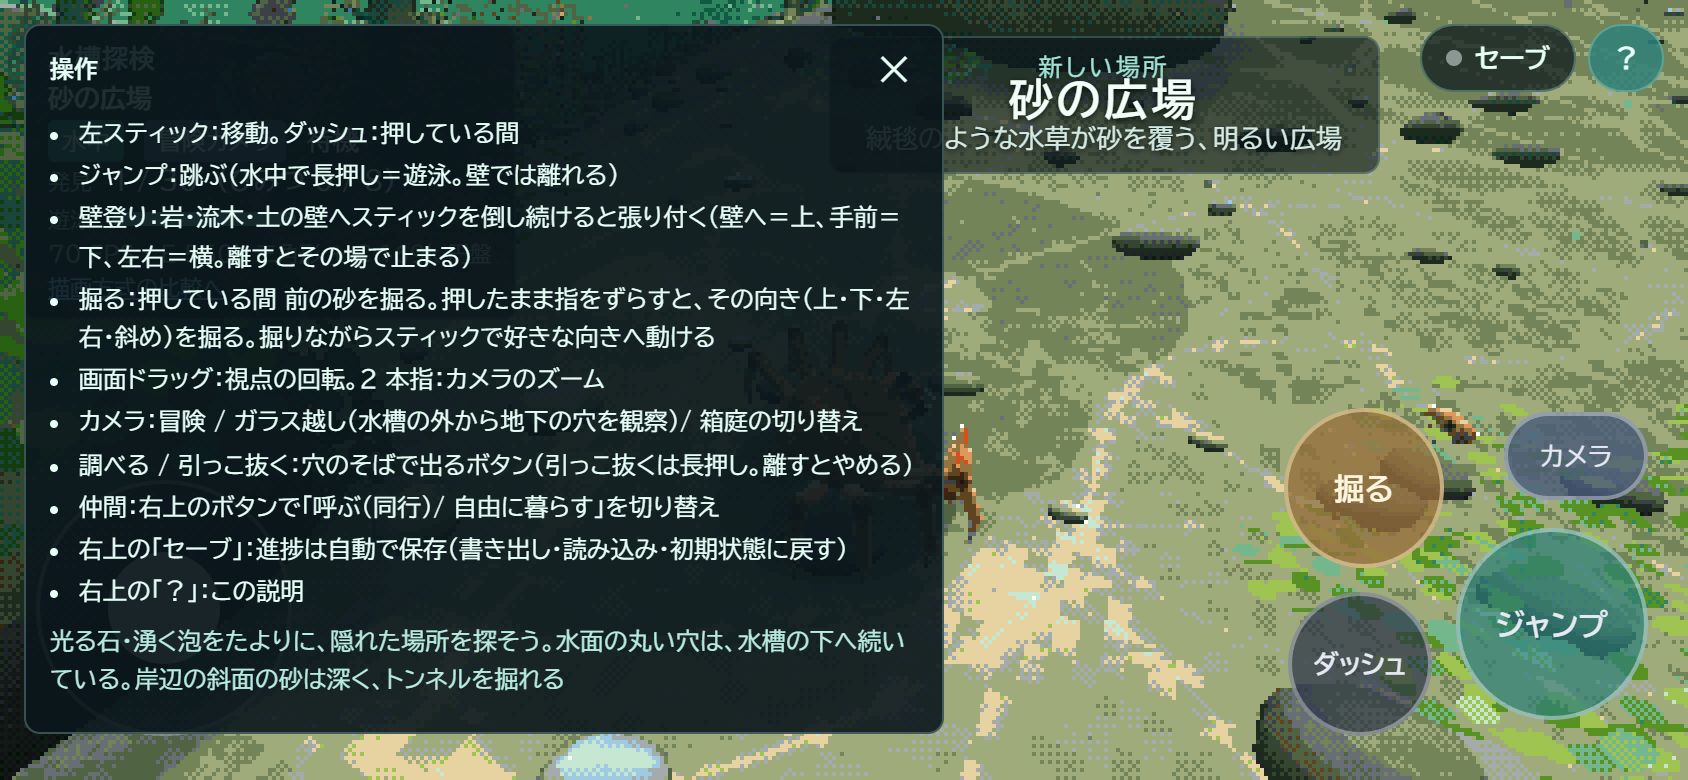 操作
左スティック：移動。ダッシュ：押している間
ジャンプ：跳ぶ（水中で長押し＝遊泳。壁では離れる）
壁登り：岩・流木・土の壁へスティックを倒し続けると張り付く（壁へ＝上、手前＝
下、左右＝横。離すとその場で止まる）
掘る：押している間 前の砂を掘る。押したまま指をずらすと、その向き（上・下・左
右・斜め）を掘る。掘りながらスティックで好きな向きへ動ける
画面ドラッグ：視点の回転。2 本指：カメラのズーム
カメラ：冒険 / ガラス越し（水槽の外から地下の穴を観察）/ 箱庭の切り替え
調べる / 引っこ抜く：穴のそばで出るボタン（引っこ抜くは長押し。離すとやめる）
仲間：右上のボタンで「呼ぶ（同行）/ 自由に暮らす」を切り替え
右上の「セーブ」：進捗は自動で保存（書き出し・読み込み・初期状態に戻す）
右上の「？」：この説明
光る石・湧く泡をたよりに、隠れた場所を探そう。水面の丸い穴は、水槽の下へ続い
ている。岸辺の斜面の砂は深く、トンネルを掘れる
水槽探検
砂の広場
新しい場所
砂の広場
絨毯のような水草が砂を覆う、明るい広場
セーブ
?
カメラ
掘る
ジャンプ
ダッシュ